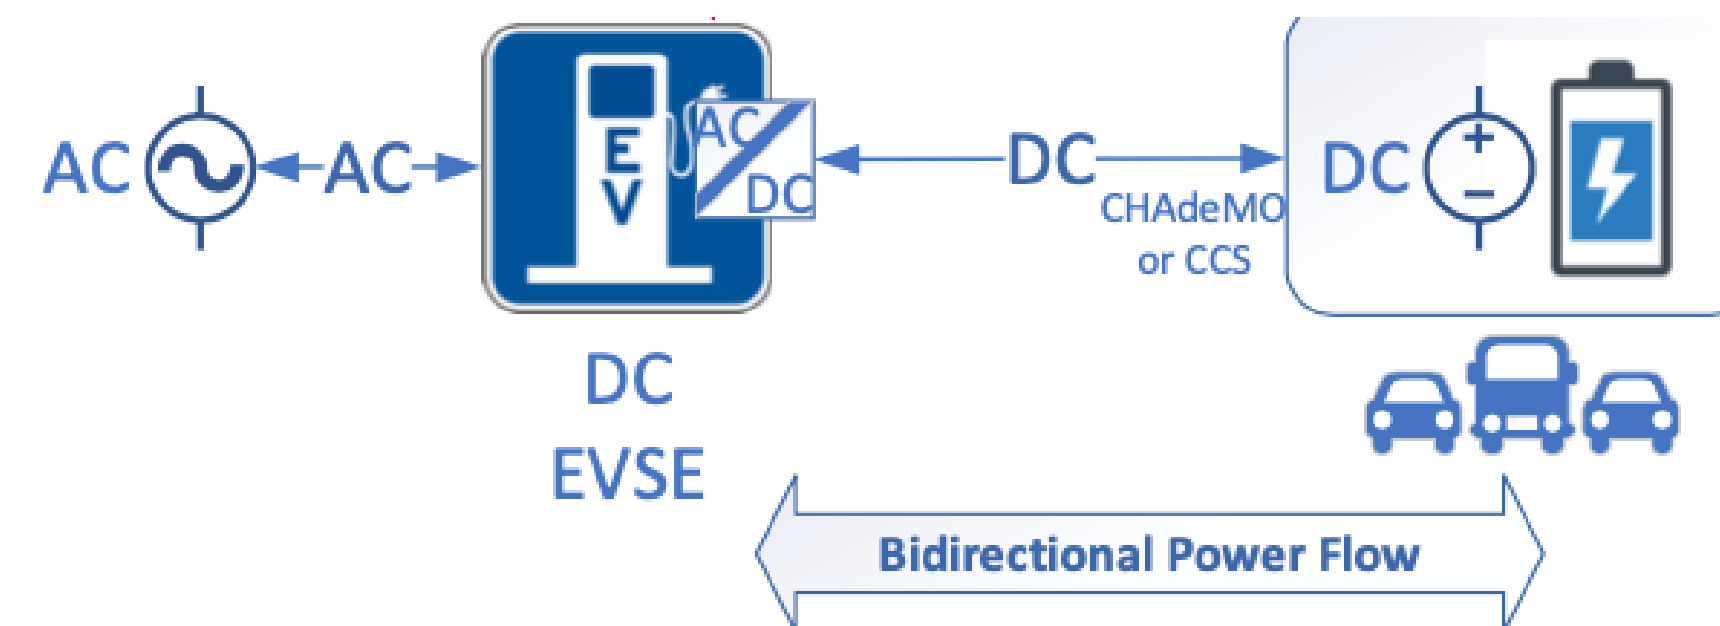 AC
AC
E
V
AC
DC
DC
CHAdeMO
or CCS
DC
DC
EVSE
Bidirectional Power Flow